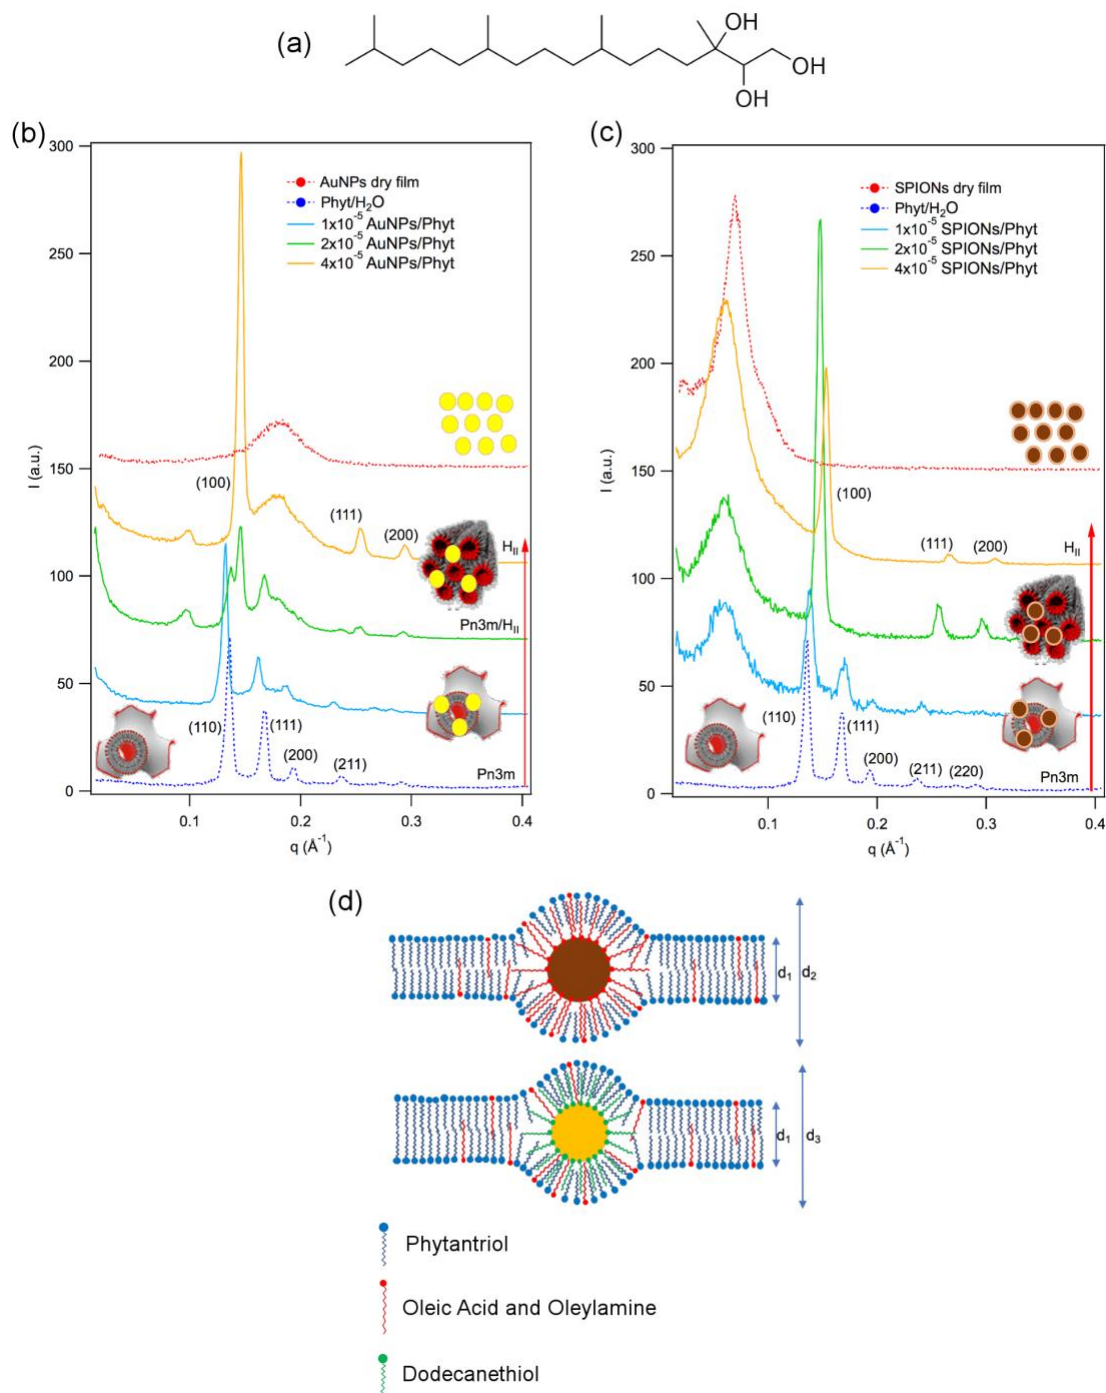 (a)
OH
OH
OH
(b)
300
250
200
150
100
50
0
I (a.u.)
AuNPs dry film
Phyt/H₂O
1x10⁻⁵ AuNPs/Phyt
2x10⁻⁵ AuNPs/Phyt
4x10⁻⁵ AuNPs/Phyt
(100)
(111)
(200)
H_II
Pn3m/H_II
(110)
(111)
(200)
(211)
Pn3m
0.1
0.2
0.3
0.4
q (Å⁻¹)
(c)
300
250
200
150
100
50
0
I (a.u.)
SPIONs dry film
Phyt/H₂O
1x10⁻⁵ SPIONs/Phyt
2x10⁻⁵ SPIONs/Phyt
4x10⁻⁵ SPIONs/Phyt
(100)
(111)
(200)
H_II
(110)
(111)
(200)
(211)
(220)
Pn3m
0.1
0.2
0.3
0.4
q (Å⁻¹)
(d)
d₁
d₂
d₁
d₃
Phytantriol
Oleic Acid and Oleylamine
Dodecanethiol